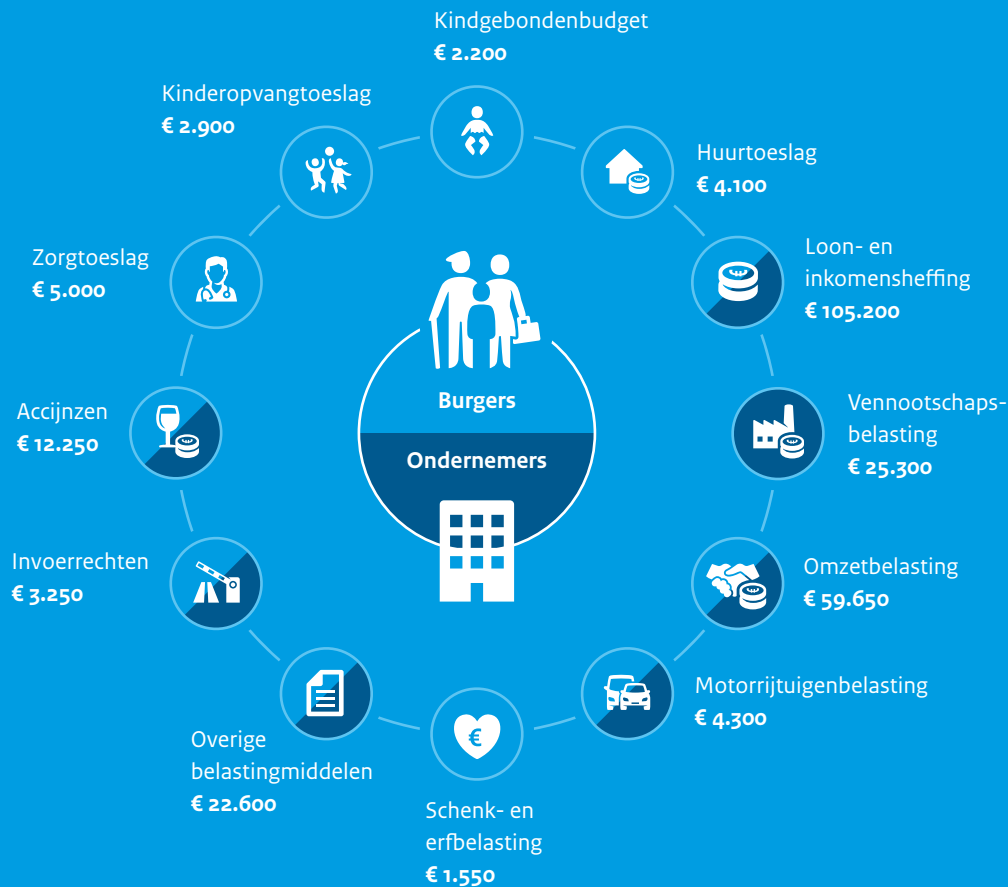 Kindgebondenbudget
€ 2.200
Kinderopvangtoeslag
€ 2.900
Huurtoeslag
€ 4.100
Zorgtoeslag
€ 5.000
Loon- en
inkomensheffing
€ 105.200
Accijnzen
€ 12.250
Burgers
Ondernemers
Vennootschaps-
belasting
€ 25.300
Invoerrechten
€ 3.250
Omzetbelasting
€ 59.650
Motorrijtuigenbelasting
€ 4.300
Overige
belastingmiddelen
€ 22.600
€
Schenk- en
erfbelasting
€ 1.550